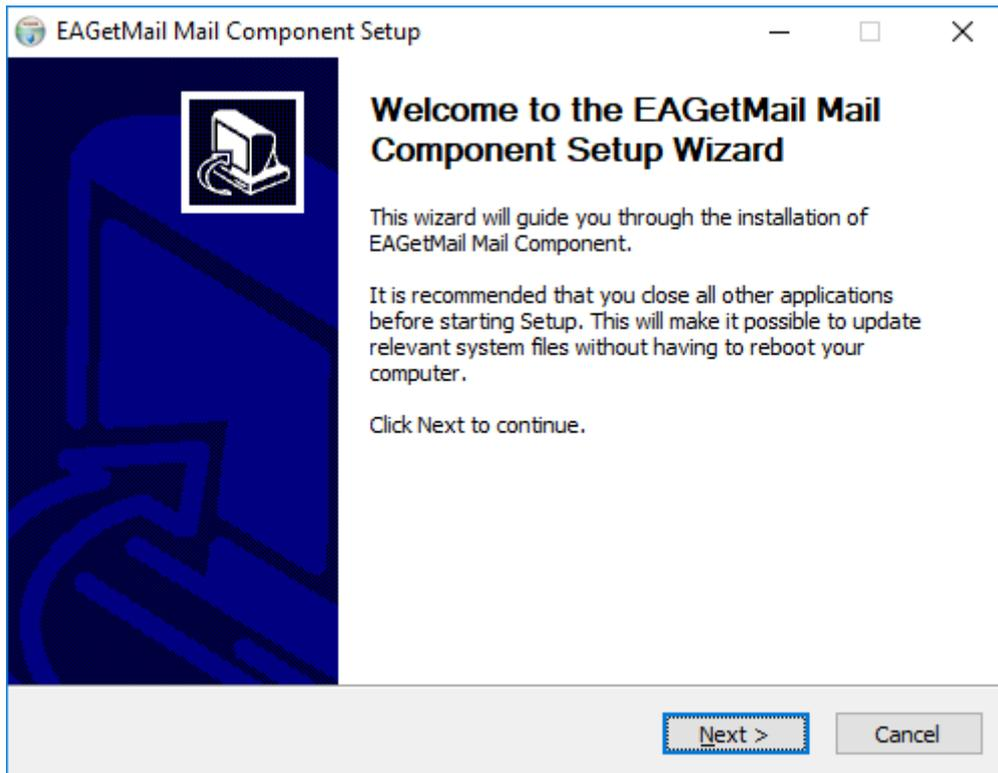 EAGetMail Mail Component Setup
Welcome to the EAGetMail Mail
Component Setup Wizard
This wizard will guide you through the installation of
EAGetMail Mail Component.
It is recommended that you close all other applications
before starting Setup. This will make it possible to update
relevant system files without having to reboot your
computer.
Click Next to continue.
Next >
Cancel